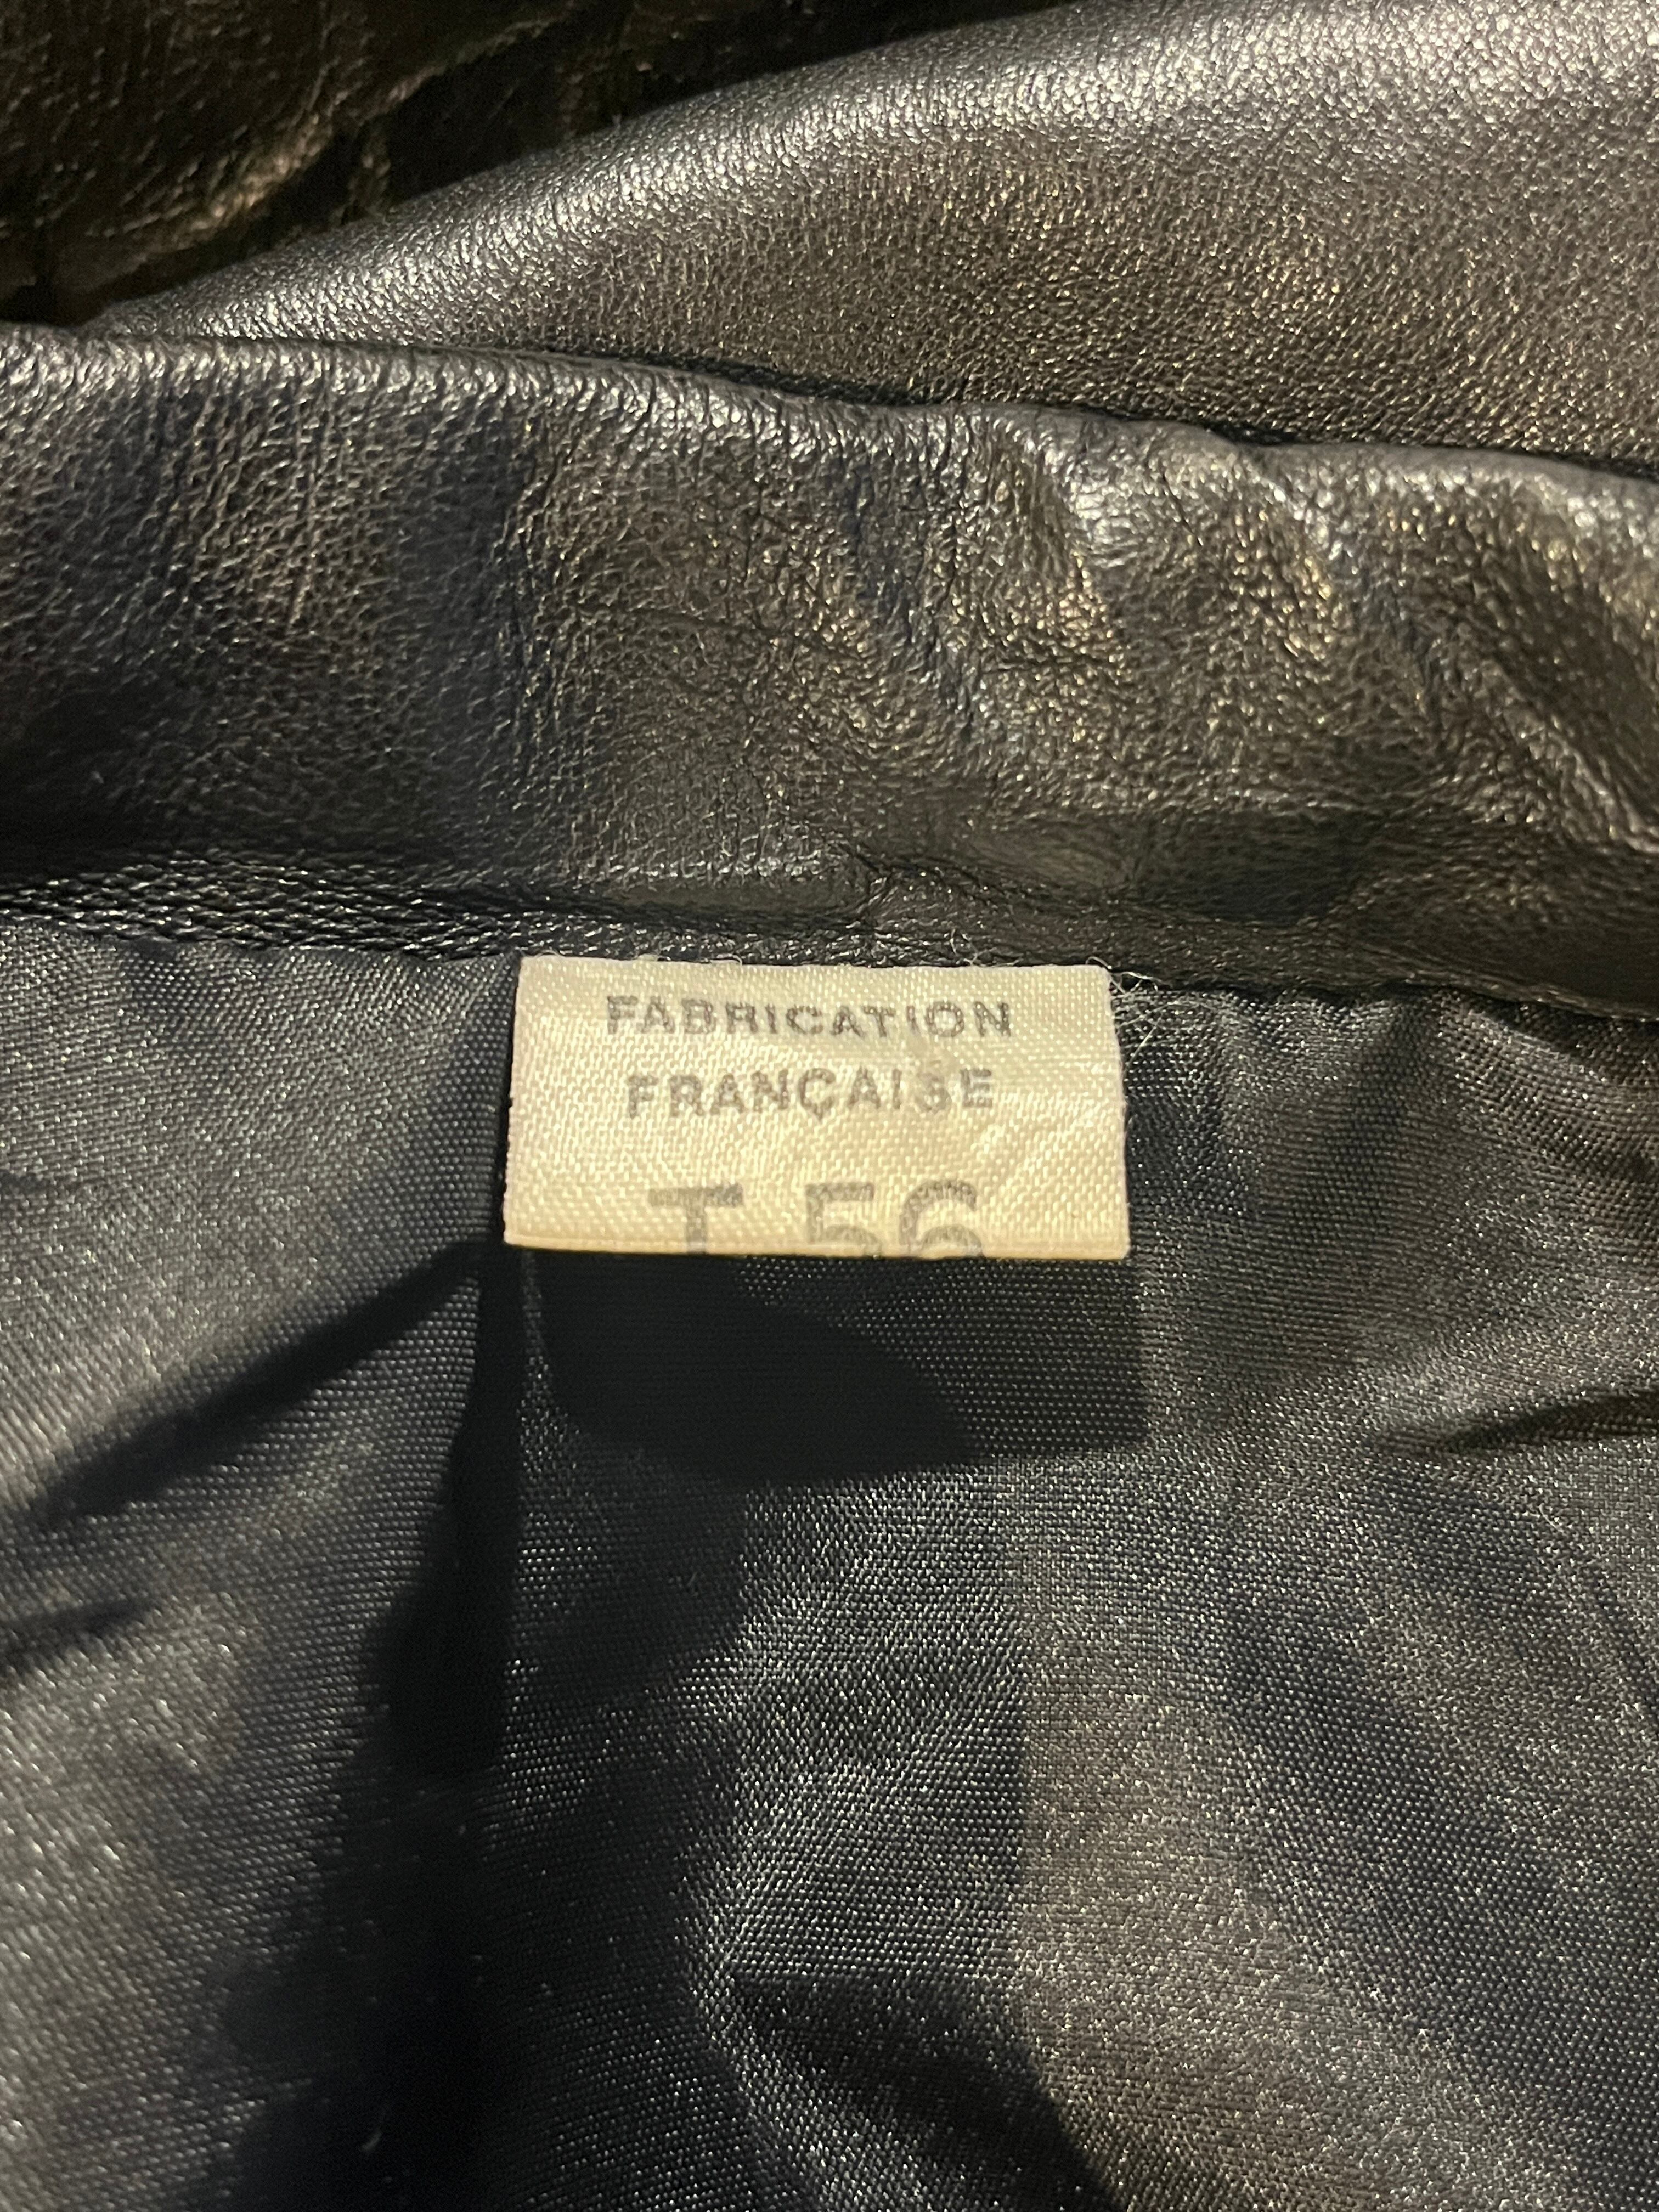 FABRICATION
FRANÇAISE
T 56